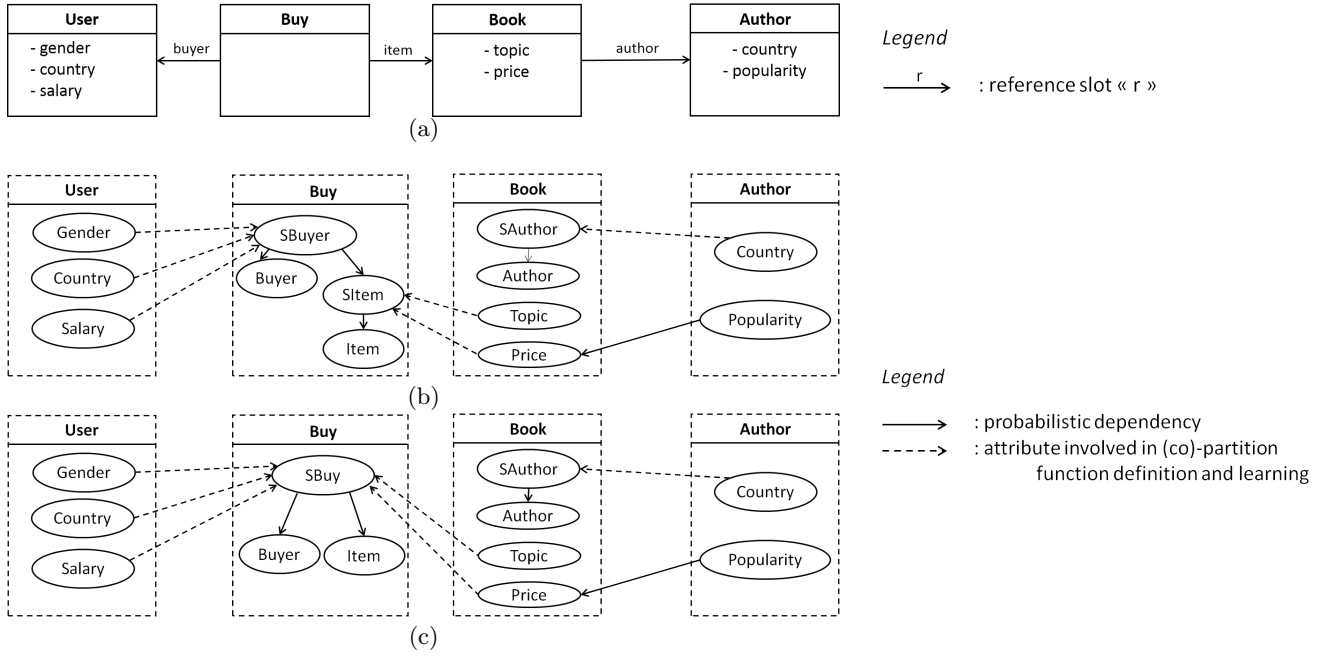 User
- gender
- country
- salary
buyer
Buy
item
Book
- topic
- price
author
Author
- country
- popularity
Legend
r
: reference slot « r »
(a)
User
Gender
Country
Salary
Buy
SBuyer
Buyer
SItem
Item
Book
SAuthor
Author
Topic
Price
Author
Country
Popularity
(b)
Legend
: probabilistic dependency
: attribute involved in (co)-partition
function definition and learning
User
Gender
Country
Salary
Buy
SBuy
Buyer
Item
Book
SAuthor
Author
Topic
Price
Author
Country
Popularity
(c)